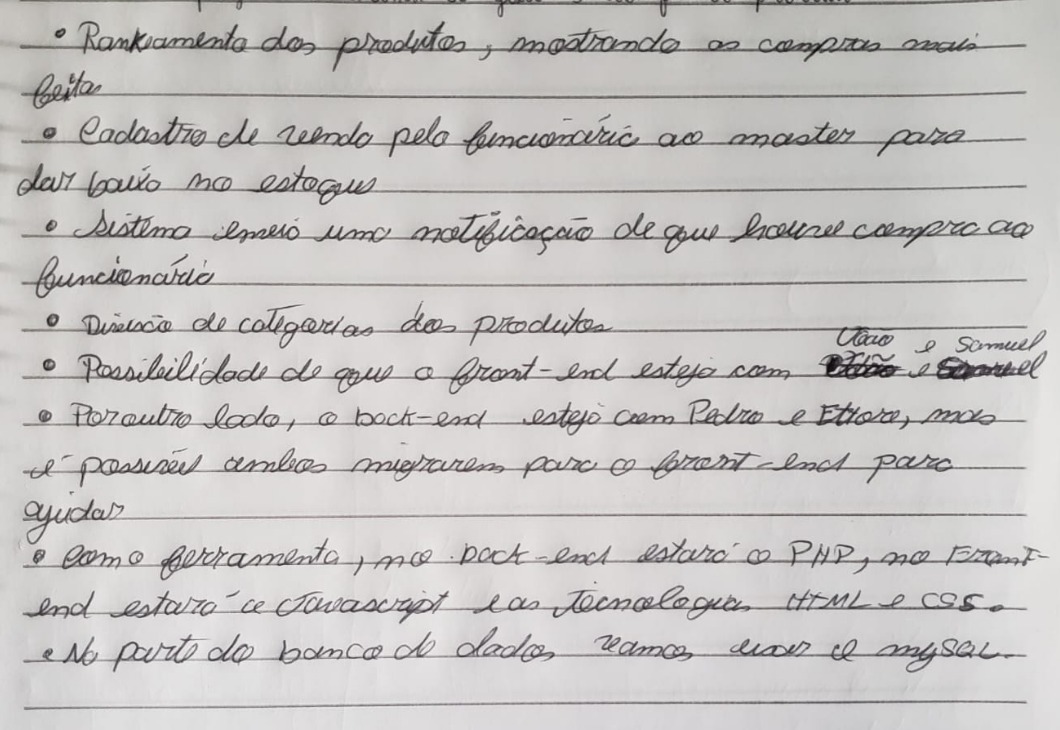 • Rankiamento dos produtos, mostrando as compras mais
feitas
• Cadastro de venda pelo funcionário ao master para
dar baixo no estoque
• Sistema envio uma notificação de que houve compra ao
funcionário
• Divisão de categorias dos produtos
João e Samuel
• Possibilidade de que o front-end esteja com e
• Por outro lado, o back-end esteja com Pedro e Ettore, mas
é possível ambos migrarem para o front-end para
ajudar
• Como ferramenta, no back-end estará o PHP, no Front-
end estará o Javascript e as Tecnologias HTML e CSS.
• Na parte do banco de dados vamos usar o mySQL.